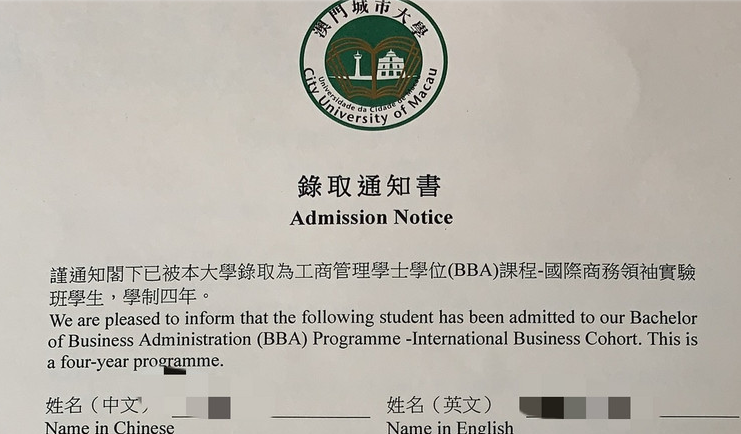 澳門城市大學
Universidade da Cidade de Macau
City University of Macau
錄取通知書
Admission Notice
謹通知閣下已被本大學錄取為工商管理學士學位(BBA)課程-國際商務領袖實驗
班學生，學制四年。
We are pleased to inform that the following student has been admitted to our Bachelor
of Business Administration (BBA) Programme -International Business Cohort. This is
a four-year programme.
姓名（中文） 姓名（英文）
Name in Chinese Name in English